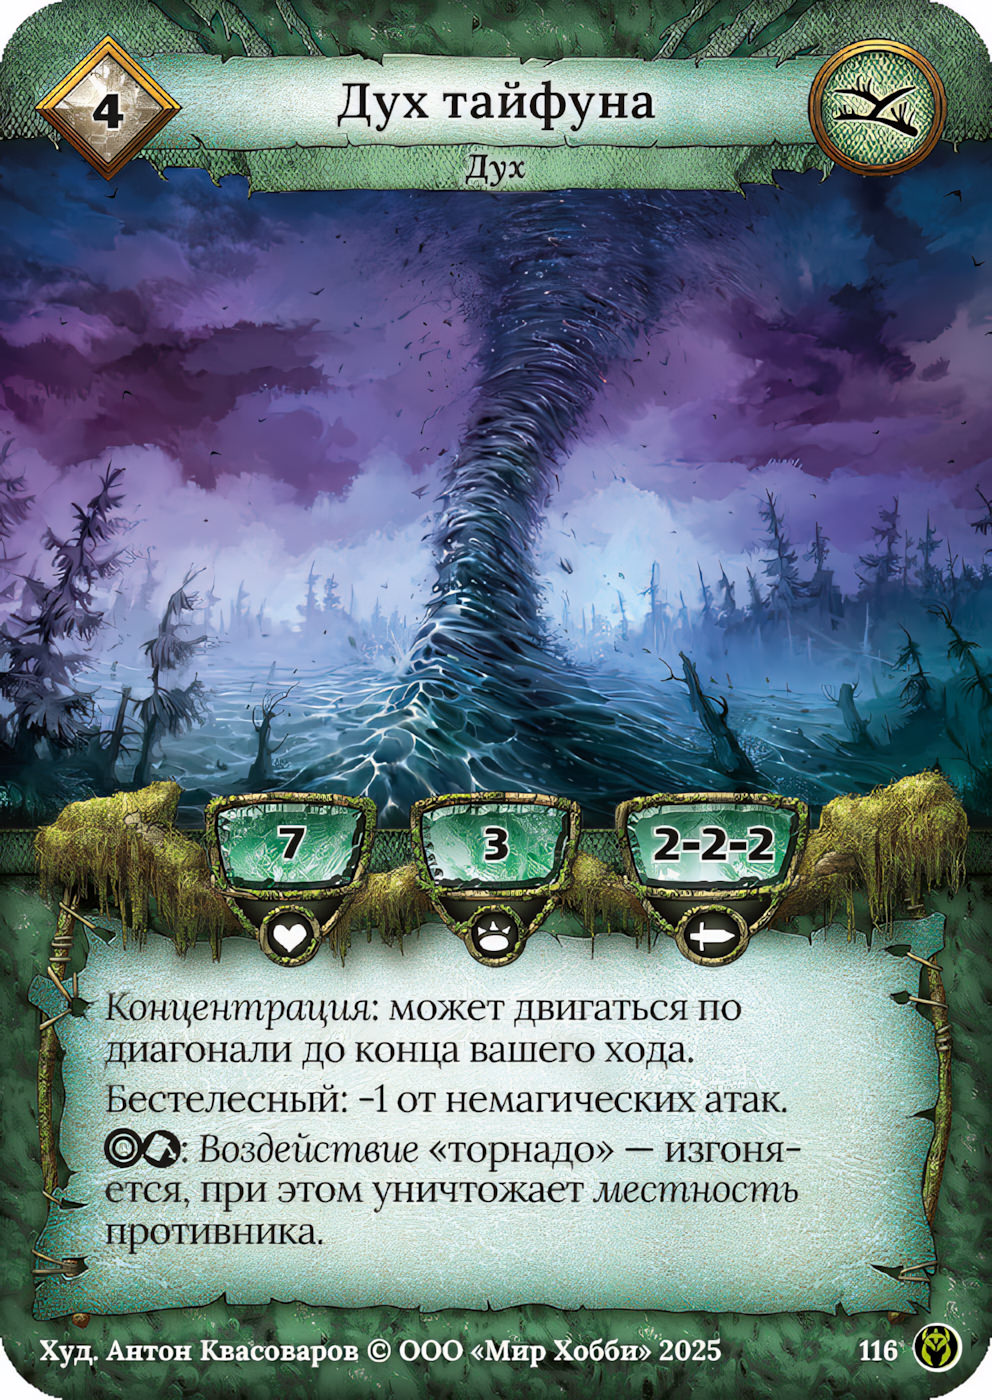 4
Дух тайфуна
Дух
7
3
2-2-2
Концентрация: может двигаться по
диагонали до конца вашего хода.
Бестелесный: -1 от немагических атак.
: Воздействие «торнадо» — изгоня-
ется, при этом уничтожает местность
противника.
Худ. Антон Квасоваров © ООО «Мир Хобби» 2025
116